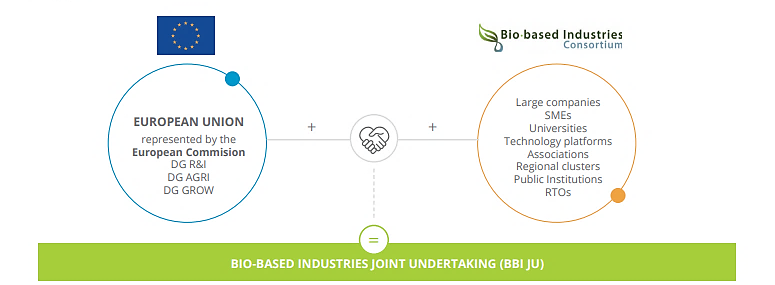 Bio-based Industries
Consortium
EUROPEAN UNION
represented by the
European Commision
DG R&I
DG AGRI
DG GROW
+
+
Large companies
SMEs
Universities
Technology platforms
Associations
Regional clusters
Public Institutions
RTOs
=
BIO-BASED INDUSTRIES JOINT UNDERTAKING (BBI JU)